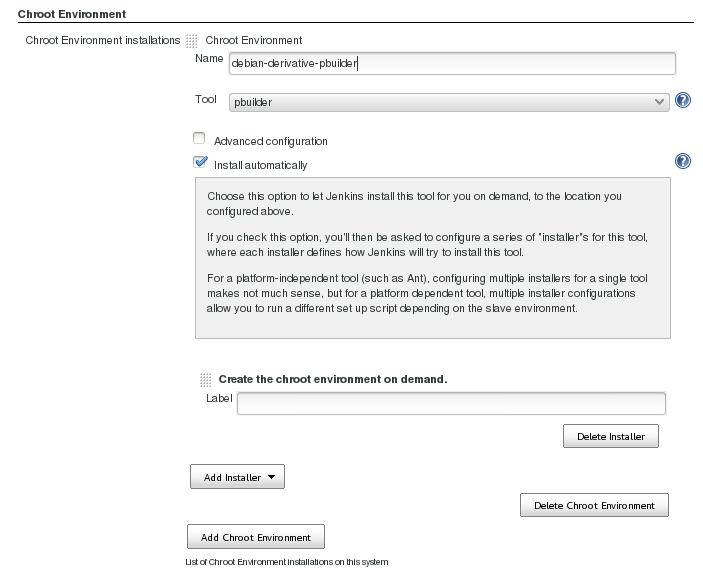 Chroot Environment
Chroot Environment installations
Chroot Environment
Name
debian-derivative-pbuilder
Tool
pbuilder
?
Advanced configuration
Install automatically
?
Choose this option to let Jenkins install this tool for you on demand, to the location you
configured above.
If you check this option, you'll then be asked to configure a series of "installer"s for this tool,
where each installer defines how Jenkins will try to install this tool.
For a platform-independent tool (such as Ant), configuring multiple installers for a single tool
makes not much sense, but for a platform dependent tool, multiple installer configurations
allow you to run a different set up script depending on the slave environment.
Create the chroot environment on demand.
Label
Delete Installer
Add Installer
Delete Chroot Environment
Add Chroot Environment
List of Chroot Environment installations on this system